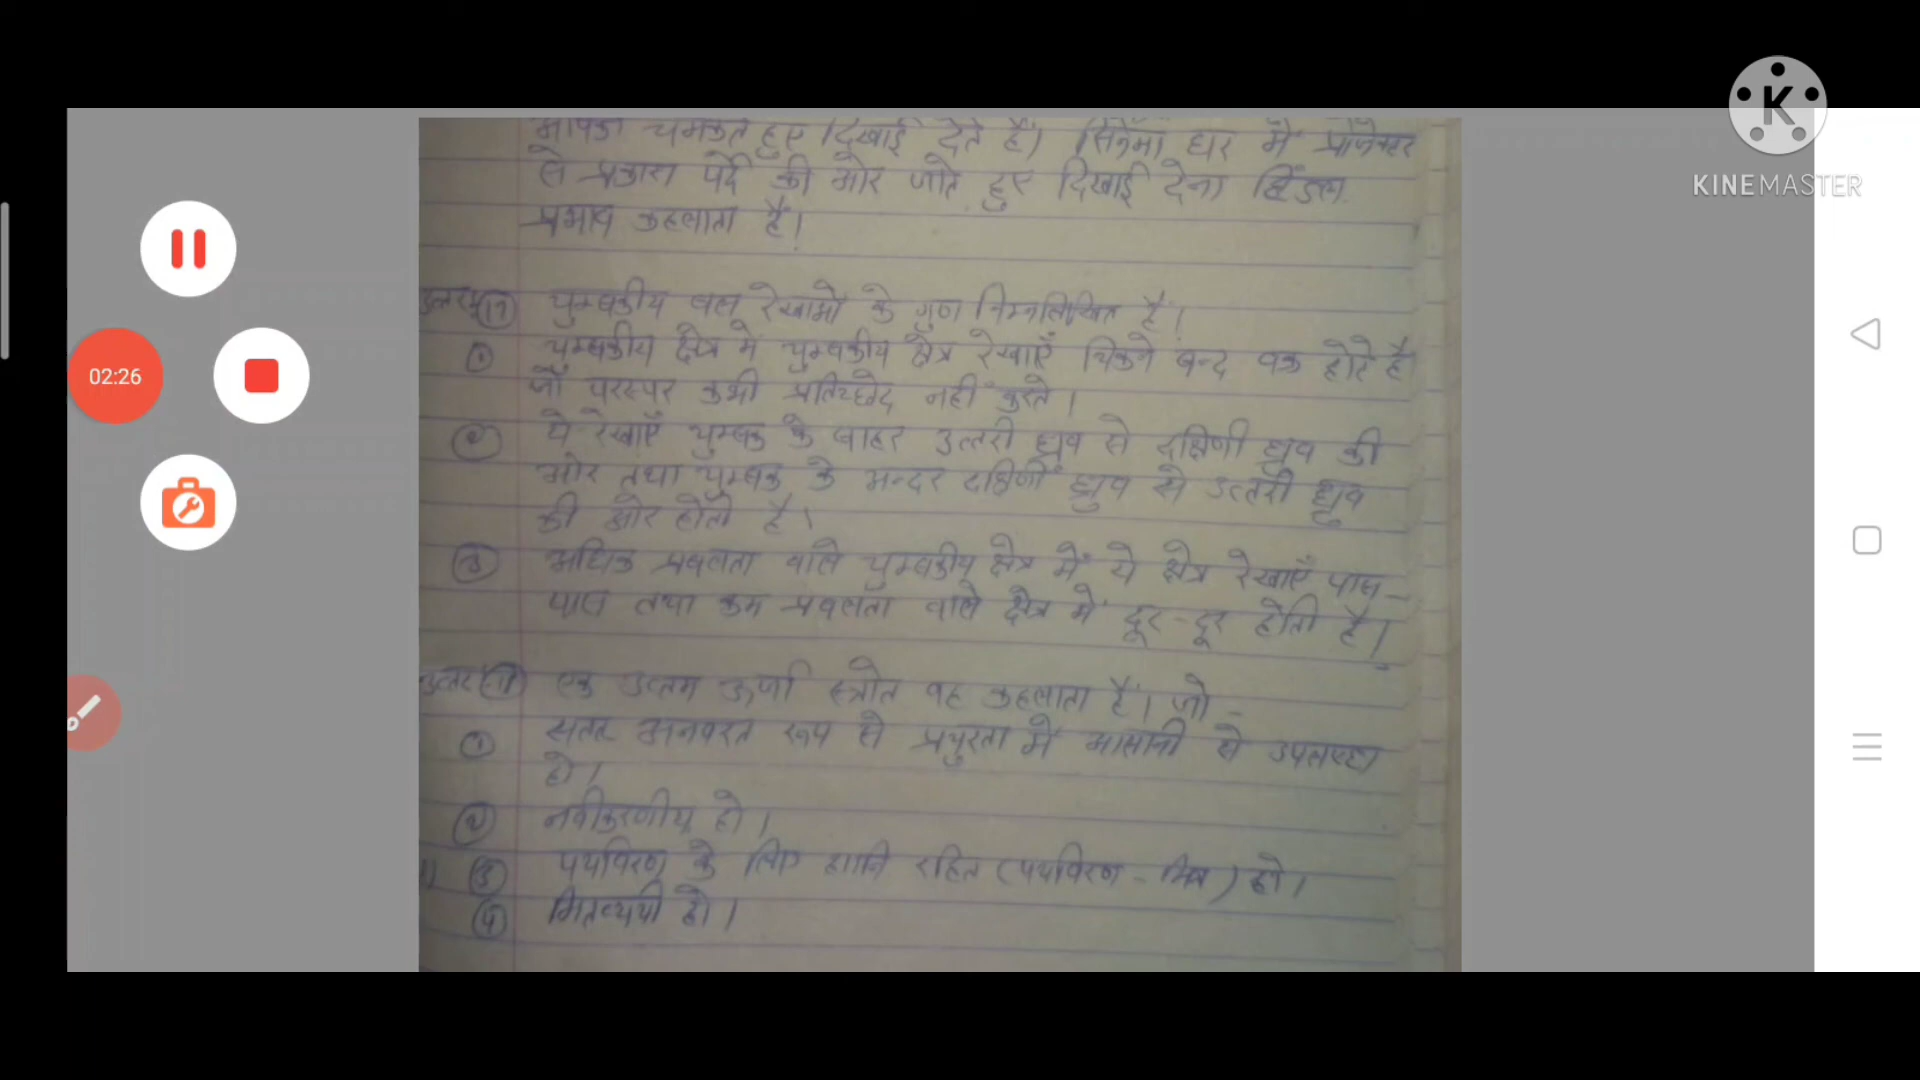 आपको चमकते हुए दिखाई देते हैं। सिनेमा घर में प्रोजेक्टर
से प्रकाश पर्दे की ओर जाते हुए दिखाई देना टिंडल
प्रभाव कहलाता है।
उत्तर 17 चुम्बकीय बल रेखाओं के गुण निम्नलिखित है।
① चुम्बकीय क्षेत्र मे चुम्बकीय क्षेत्र रेखाएँ चिकने बन्द वक्र होते है
जो परस्पर कभी प्रतिच्छेद नहीं करते।
② ये रेखाएँ चुम्बक के बाहर उत्तरी ध्रुव से दक्षिणी ध्रुव की
ओर तथा चुम्बक के अन्दर दक्षिणी ध्रुव से उत्तरी ध्रुव
की ओर होती है।
③ अधिक प्रबलता वाले चुम्बकीय क्षेत्र में ये क्षेत्र रेखाएँ पास-
पास तथा कम प्रबलता वाले क्षेत्र में दूर-दूर होती है।
उत्तर एक उत्तम ऊर्जा स्त्रोत वह कहलाता है। जो -
① सतत अनवरत रूप से प्रचुरता में आसानी से उपलब्ध
हो।
② नवीकरणीय हो।
③ पर्यावरण के लिए हानि रहित (पर्यावरण - मित्र) हो।
④ मितव्ययी हो।
02:26
K
KINEMASTER